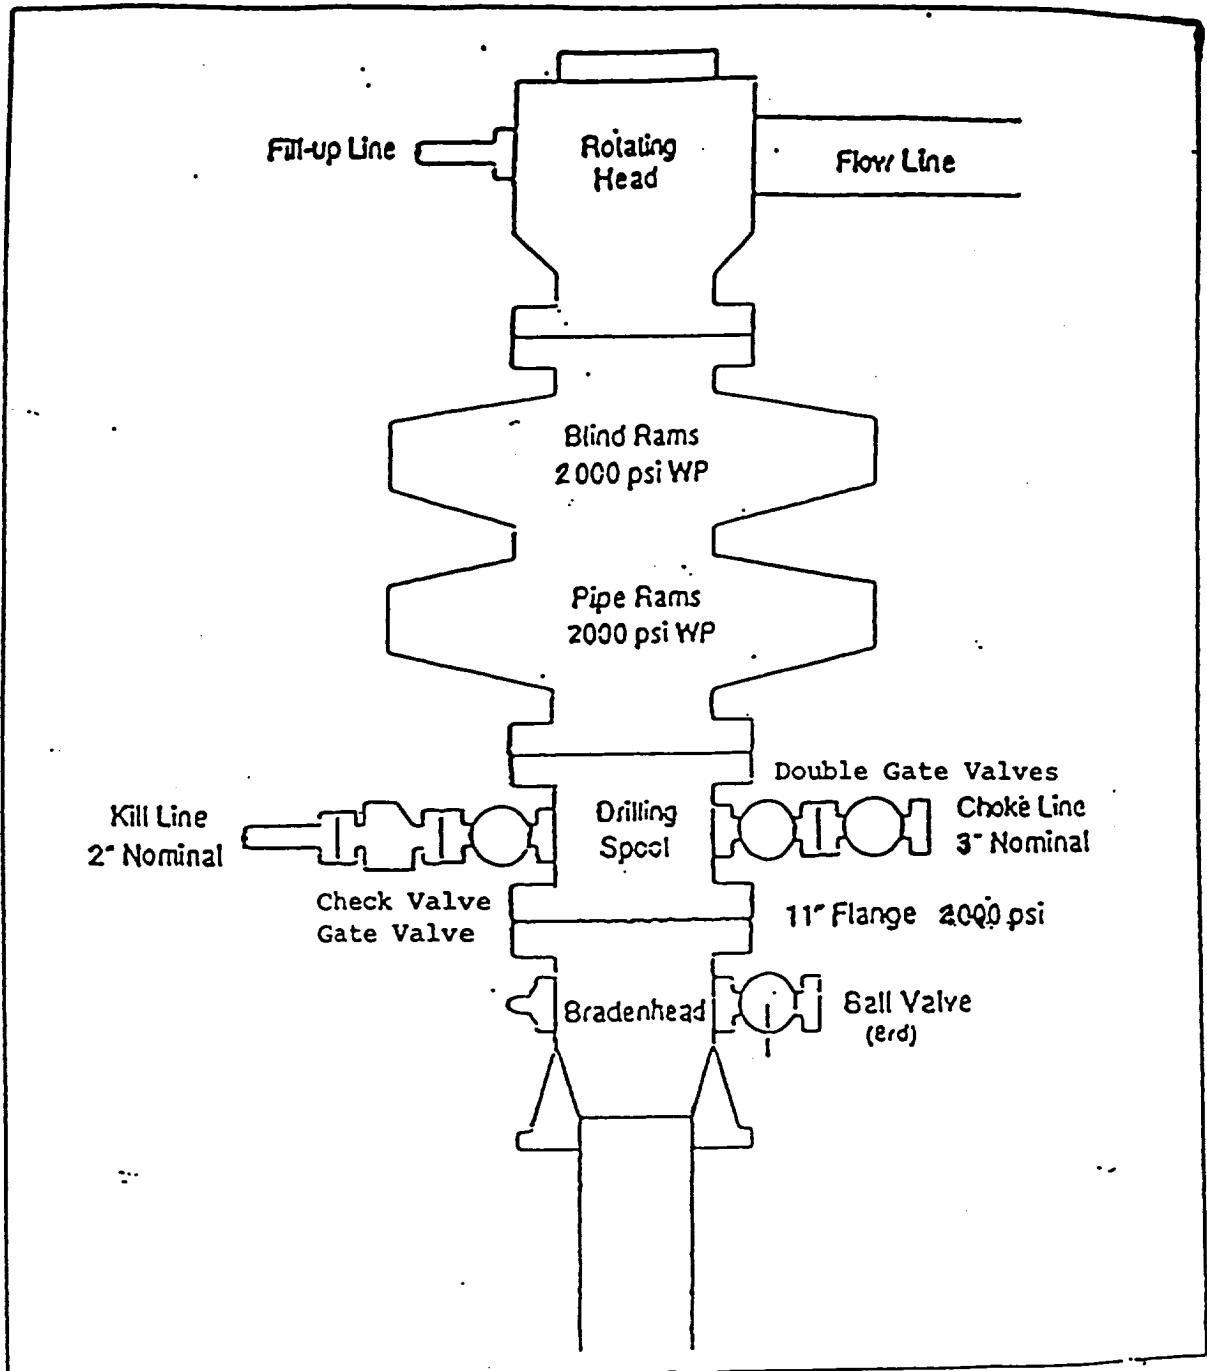 Fill-up Line
Rotating
Head
Flow Line
Blind Rams
2000 psi WP
Pipe Rams
2000 psi WP
Double Gate Valves
Kill Line
2" Nominal
Drilling
Spool
Choke Line
3" Nominal
Check Valve
Gate Valve
11" Flange 2000 psi
Bradenhead
Ball Valve